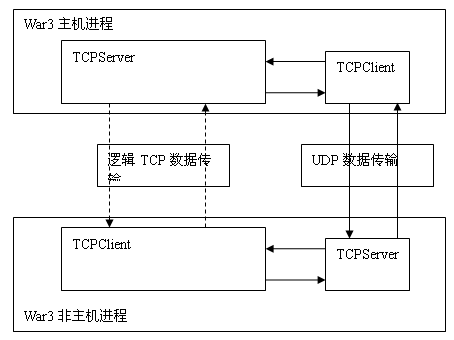 War3 主机进程
TCPServer
TCPClient
逻辑 TCP 数据传
输
UDP 数据传输
TCPClient
TCPServer
War3 非主机进程